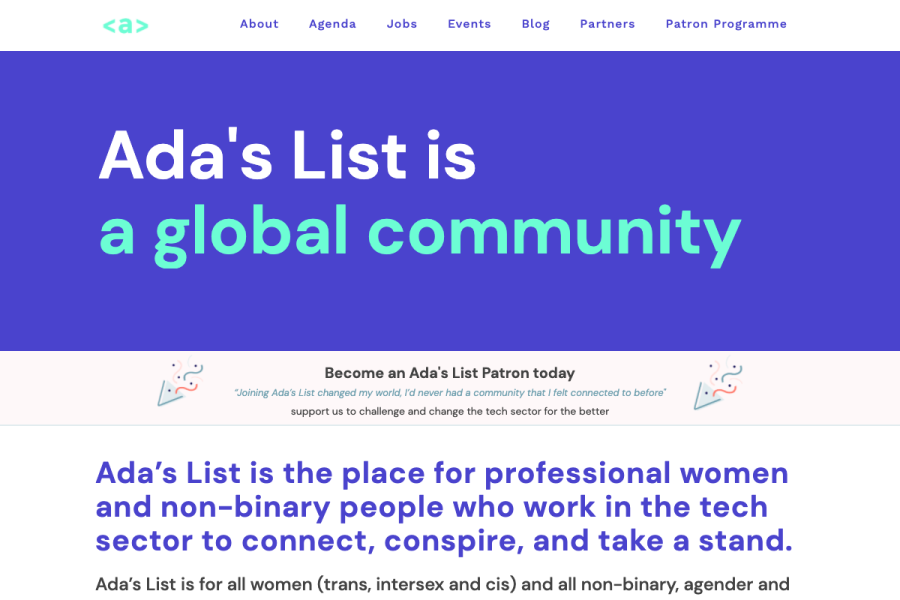 <a>
About Agenda Jobs Events Blog Partners Patron Programme
Ada's List is
a global community
Become an Ada's List Patron today
“Joining Ada's List changed my world, I'd never had a community that I felt connected to before”
support us to challenge and change the tech sector for the better
Ada’s List is the place for professional women
and non-binary people who work in the tech
sector to connect, conspire, and take a stand.
Ada’s List is for all women (trans, intersex and cis) and all non-binary, agender and